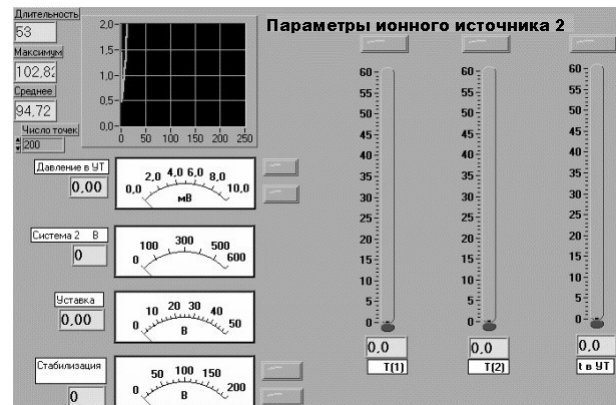 Параметры ионного источника 2
Длительность
53
Максимум
102,82
Среднее
94,72
Число точек
200
2,0
1,5
1,0
0,5
0,0
0 50 100 150 200 250
Давление в УТ
0,00
0,0 2,0 4,0 6,0 8,0 10,0
мВ
Система 2 В
0
0 100 300 500 600
Уставка
0,00
0 10 20 30 40 50
В
Стабилизация
0
0 50 100 150 200
В
60 60 60
55 55 55
50 50 50
45 45 45
40 40 40
35 35 35
30 30 30
25 25 25
20 20 20
15 15 15
10 10 10
5 5 5
0 0 0
0,0 0,0 0,0
T(1) T(2) t в УТ